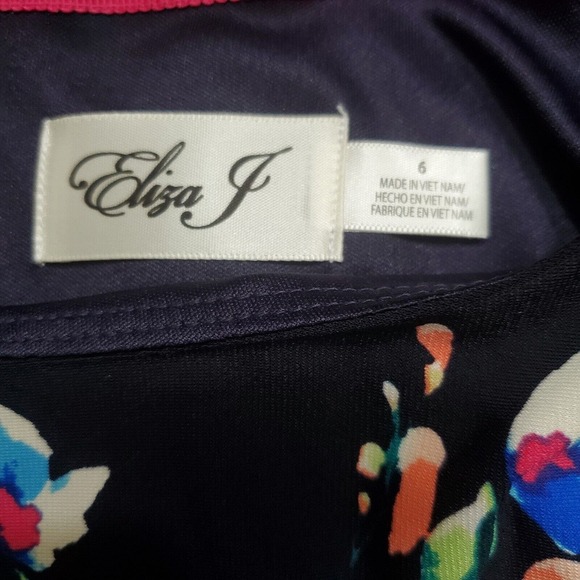 Eliza J
6
MADE IN VIET NAM/
HECHO EN VIET NAM/
FABRIQUE EN VIET NAM